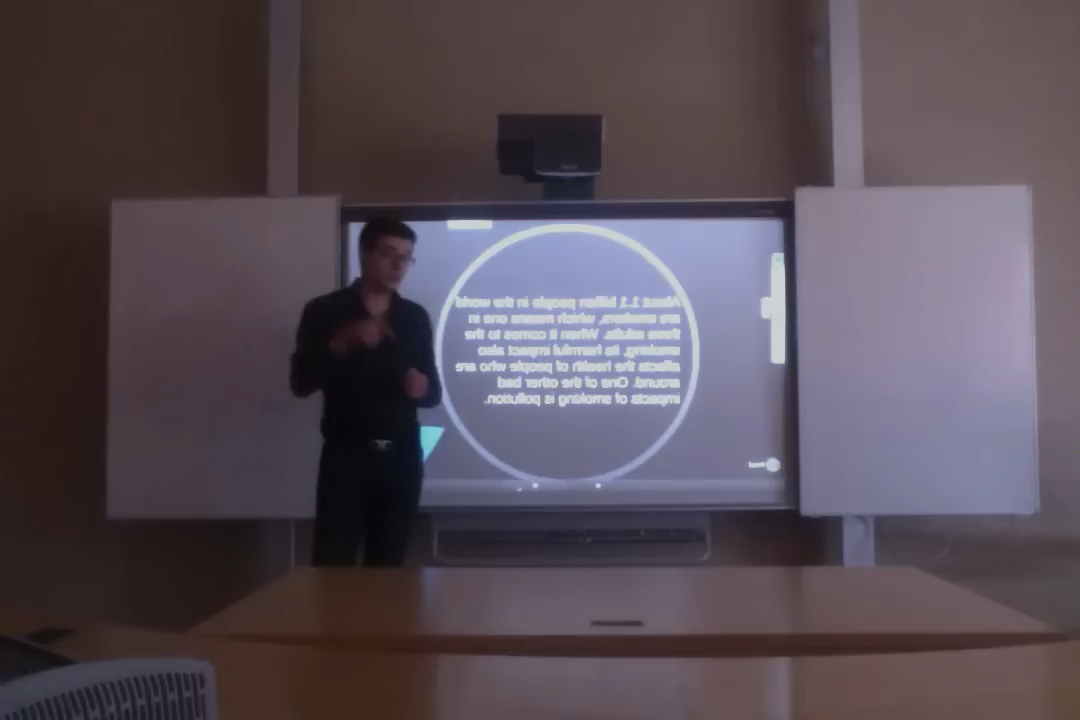 About 1.1 billion people in the world
are smokers, which means one in
three adults. When it comes to the
smoking, its harmful impact also
affects the health of people who are
around. One of the other bad
impacts of smoking is pollution.